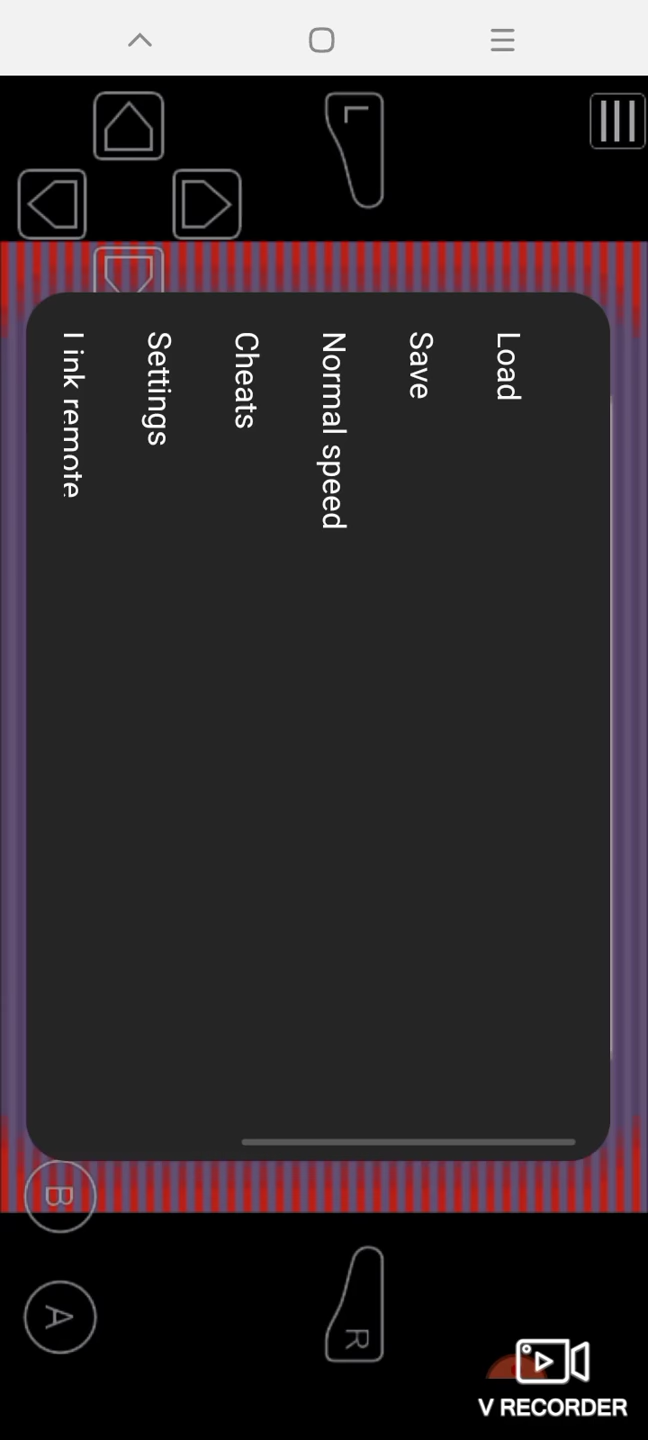 L
Load
Save
Normal speed
Cheats
Settings
Link remote
B
A
R
V RECORDER